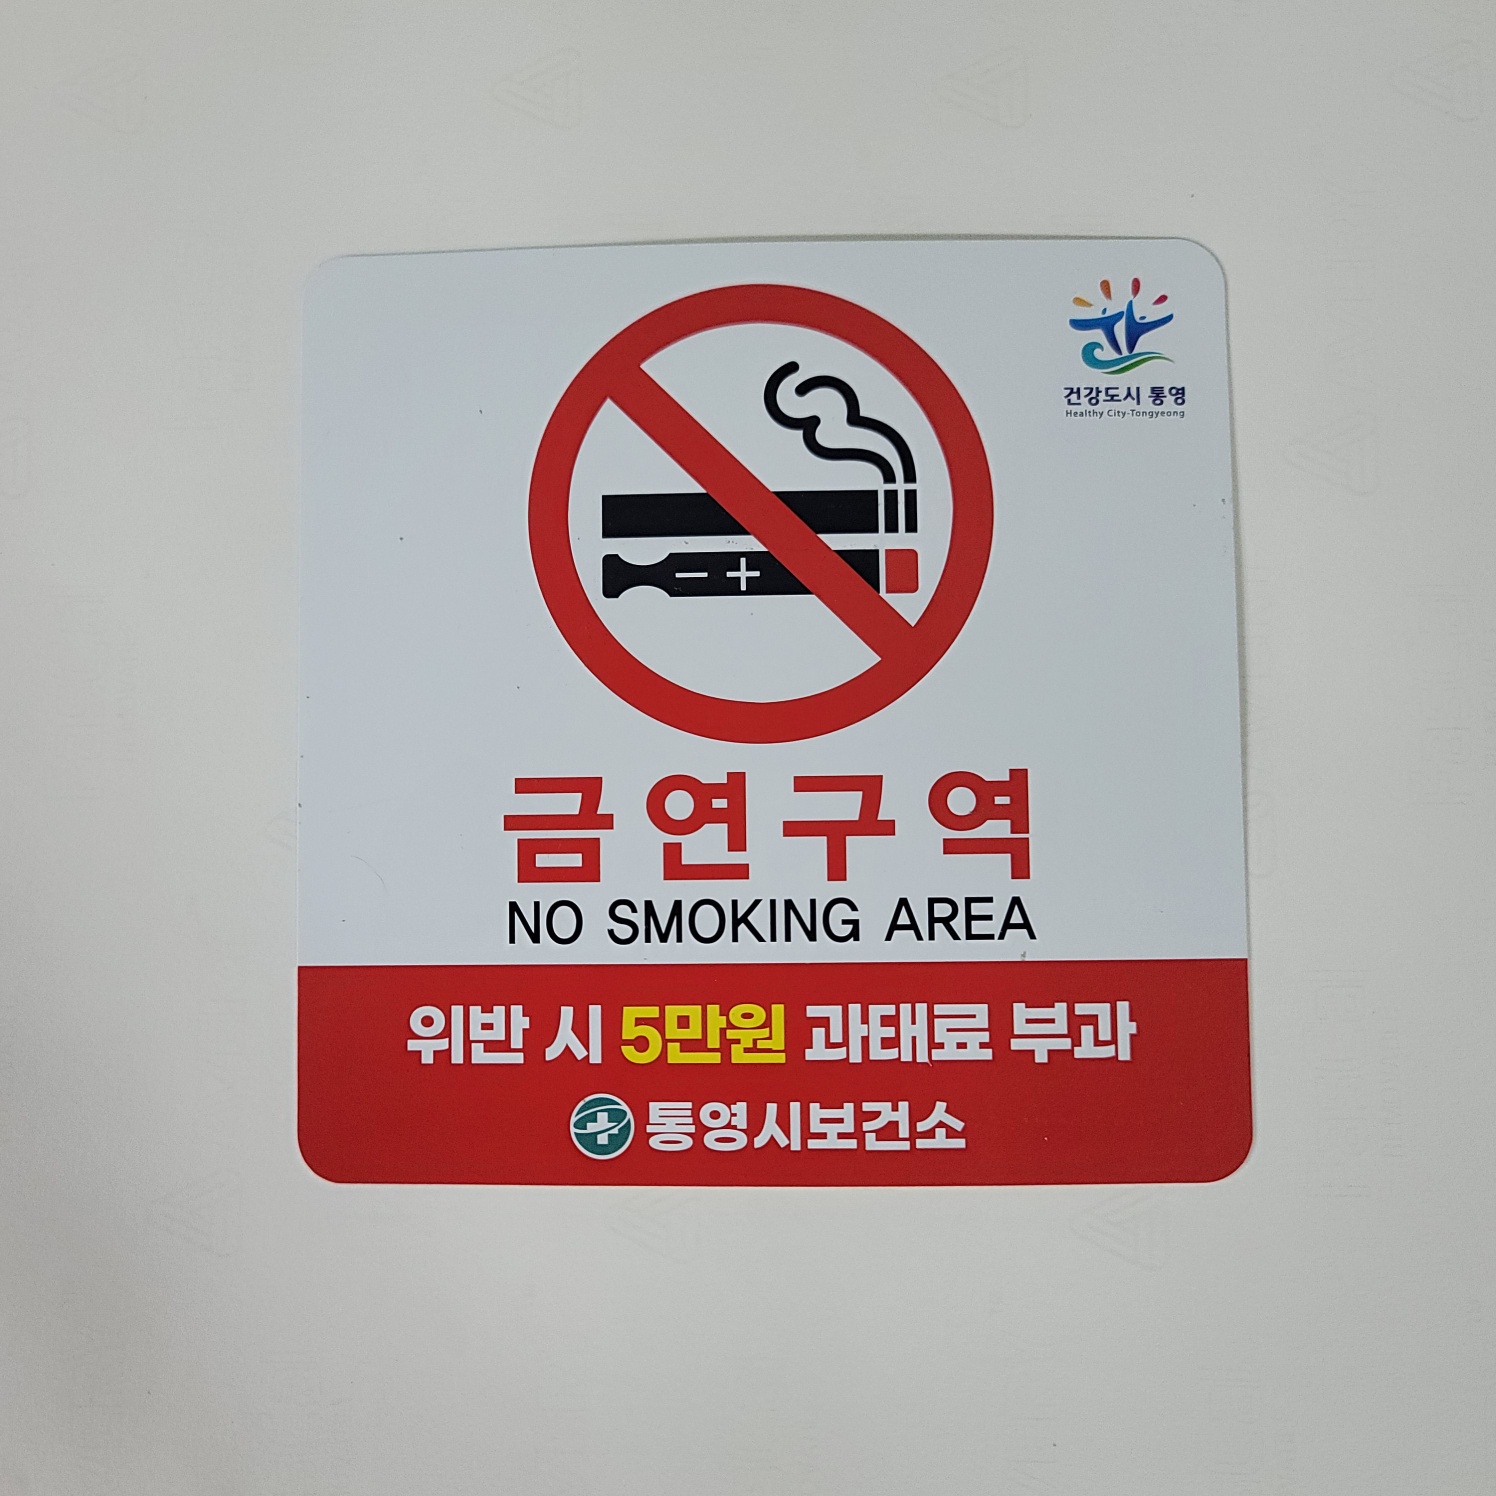 건강도시 통영
Healthy City-Tongyeong
금연구역
NO SMOKING AREA
위반 시 5만원 과태료 부과
통영시보건소